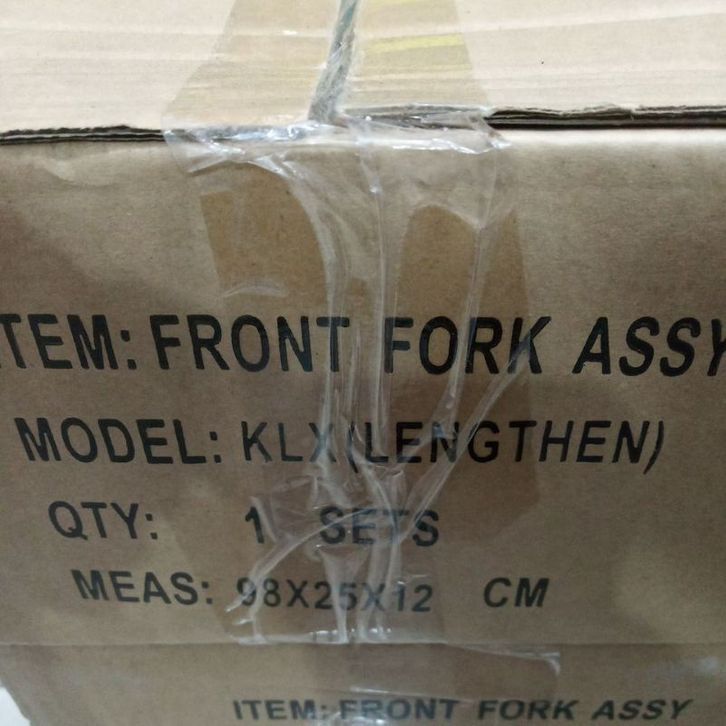 ITEM: FRONT FORK ASSY
MODEL: KLX(LENGTHEN)
QTY: 1 SETS
MEAS: 98X25X12 CM
ITEM: FRONT FORK ASSY